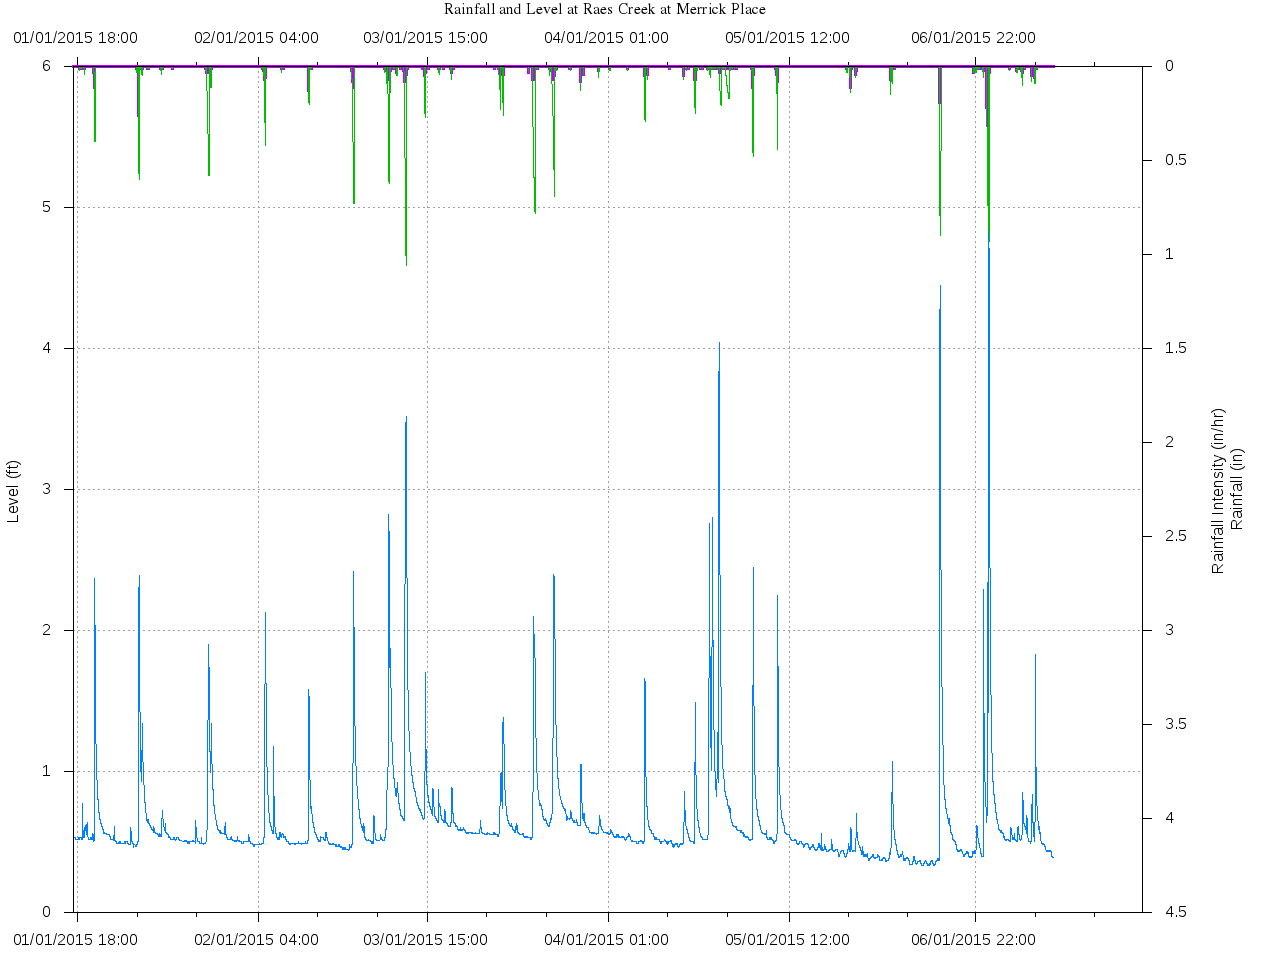 Rainfall and Level at Raes Creek at Merrick Place
01/01/2015 18:00 02/01/2015 04:00 03/01/2015 15:00 04/01/2015 01:00 05/01/2015 12:00 06/01/2015 22:00
6 0
0.5
5
1
4 1.5
2
3
2.5
2 3
3.5
1
4
0 4.5
Level (ft)
Rainfall Intensity (in/hr)
Rainfall (in)
01/01/2015 18:00 02/01/2015 04:00 03/01/2015 15:00 04/01/2015 01:00 05/01/2015 12:00 06/01/2015 22:00